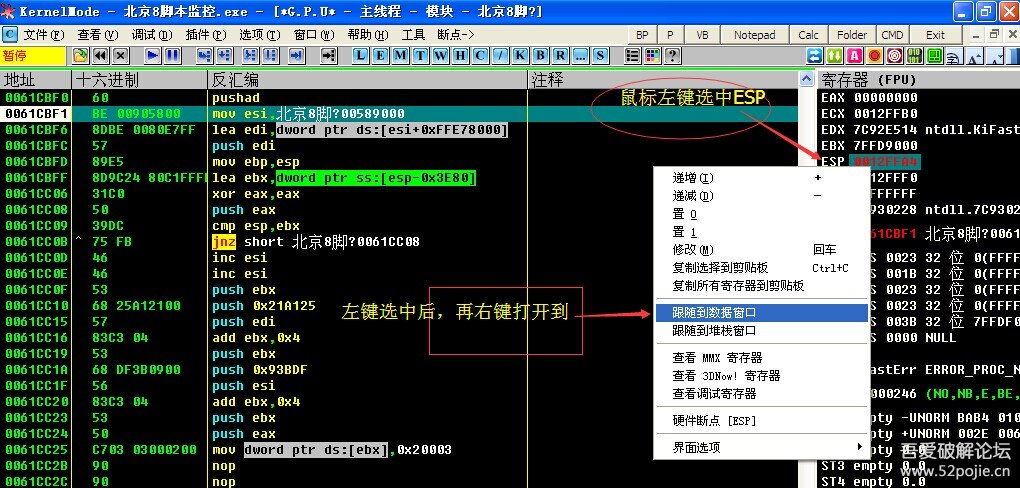 KernelMode - 北京8脚本监控.exe - [*G.P.U* - 主线程 - 模块 - 北京8脚?]
C 文件(F) 查看(V) 调试(D) 插件(P) 选项(T) 窗口(W) 帮助(H) 工具 断点-> BP P VB Notepad Calc Folder CMD Exit
暂停 L E M T W H C / K B R ... S
地址 十六进制 反汇编 注释 寄存器 (FPU)
0061CBF0 60 pushad
0061CBF1 BE 00905800 mov esi,北京8脚?00589000
0061CBF6 8DBE 0080E7FF lea edi,dword ptr ds:[esi+0xFFE78000]
0061CBFC 57 push edi
0061CBFD 89E5 mov ebp,esp
0061CBFF 8D9C24 80C1FFF lea ebx,dword ptr ss:[esp-0x3E80]
0061CC06 31C0 xor eax,eax
0061CC08 50 push eax
0061CC09 39DC cmp esp,ebx
0061CC0B ^ 75 FB jnz short 北京8脚?0061CC08
0061CC0D 46 inc esi
0061CC0E 46 inc esi
0061CC0F 53 push ebx
0061CC10 68 25A12100 push 0x21A125
0061CC15 57 push edi
0061CC16 83C3 04 add ebx,0x4
0061CC19 53 push ebx
0061CC1A 68 DF3B0900 push 0x93BDF
0061CC1F 56 push esi
0061CC20 83C3 04 add ebx,0x4
0061CC23 53 push ebx
0061CC24 50 push eax
0061CC25 C703 03000200 mov dword ptr ds:[ebx],0x20003
0061CC2B 90 nop
0061CC2C 90 nop
鼠标左键选中ESP
左键选中后，再右键打开到
EAX 00000000
ECX 0012FFB0
EDX 7C92E514 ntdll.KiFast
EBX 7FFD9000
ESP 0012FFA4
0012FFF0
FFFFFF
930228 ntdll.7C9302
61CBF1 北京8脚?0061
S 0023 32 位 0(FFFF
S 001B 32 位 0(FFFF
S 0023 32 位 0(FFFF
S 0023 32 位 0(FFFF
S 003B 32 位 7FFDF0
S 0000 NULL
astErr ERROR_PROC_N
000246 (NO,NB,E,BE,
mpty -UNORM BAB4 010
mpty +UNORM 002E 006
mpty 0.0
ST3 empty 0.0
ST4 empty 0.0
递增(I) +
递减(D) -
置 0
置 1
修改(M) 回车
复制选择到剪贴板 Ctrl+C
复制所有寄存器到剪贴板
跟随到数据窗口
跟随到堆栈窗口
查看 MMX 寄存器
查看 3DNow! 寄存器
查看调试寄存器
硬件断点 [ESP]
界面选项
吾爱破解论坛
www.52pojie.cn